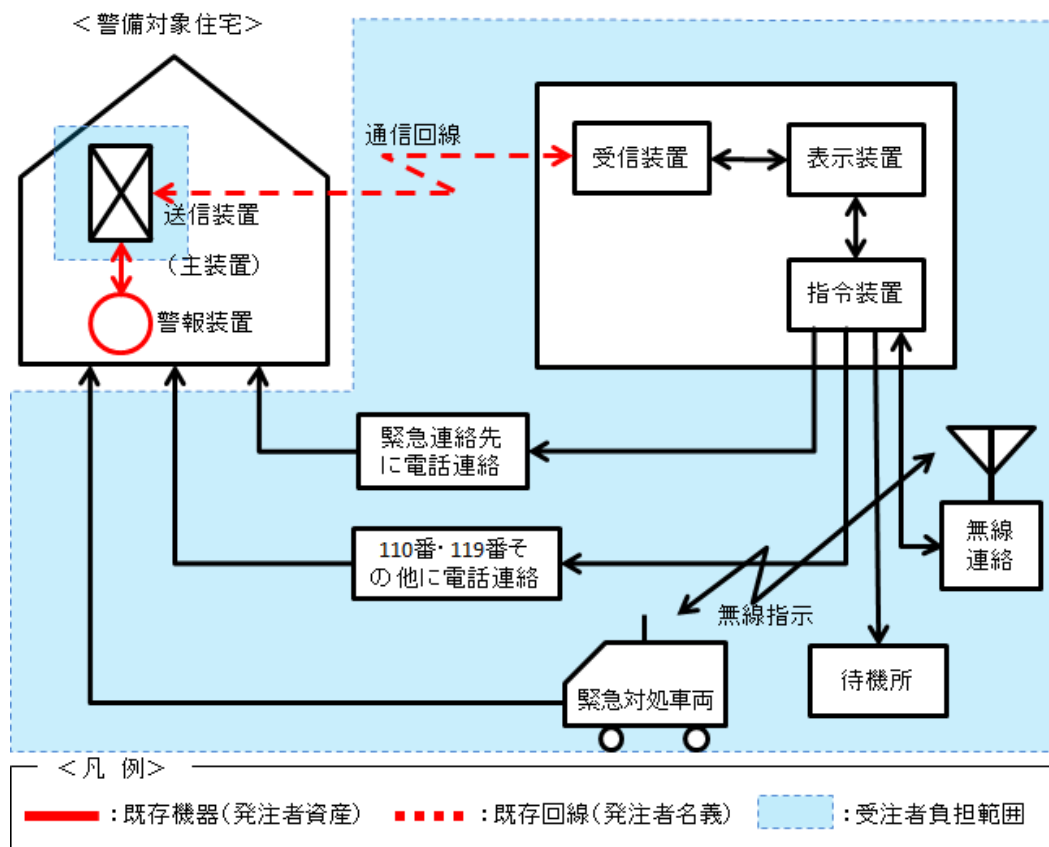 ＜警備対象住宅＞
通信回線
受信装置
表示装置
送信装置
（主装置）
警報装置
指令装置
緊急連絡先
に電話連絡
110番・119番そ
の他に電話連絡
無線
連絡
無線指示
待機所
緊急対処車両
＜凡 例＞
：既存機器（発注者資産）
：既存回線（発注者名義）
：受注者負担範囲